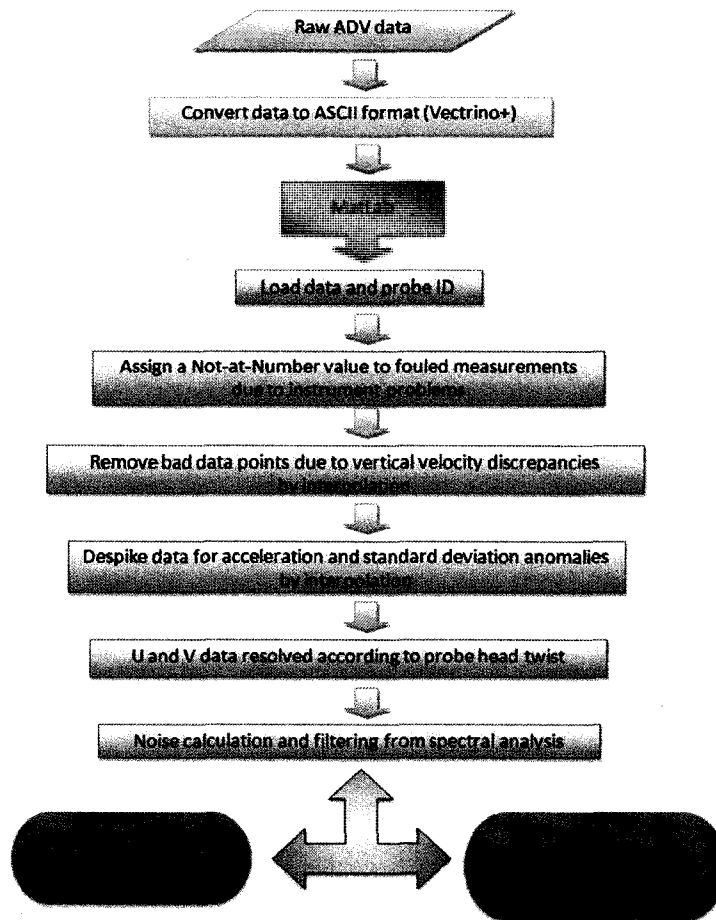 Raw ADV data
Convert data to ASCII format (Vectrino+)
MatLab
Load data and probe ID
Assign a Not-at-Number value to fouled measurements
due to instrument problems
Remove bad data points due to vertical velocity discrepancies
by interpolation
Despike data for acceleration and standard deviation anomalies
by interpolation
U and V data resolved according to probe head twist
Noise calculation and filtering from spectral analysis